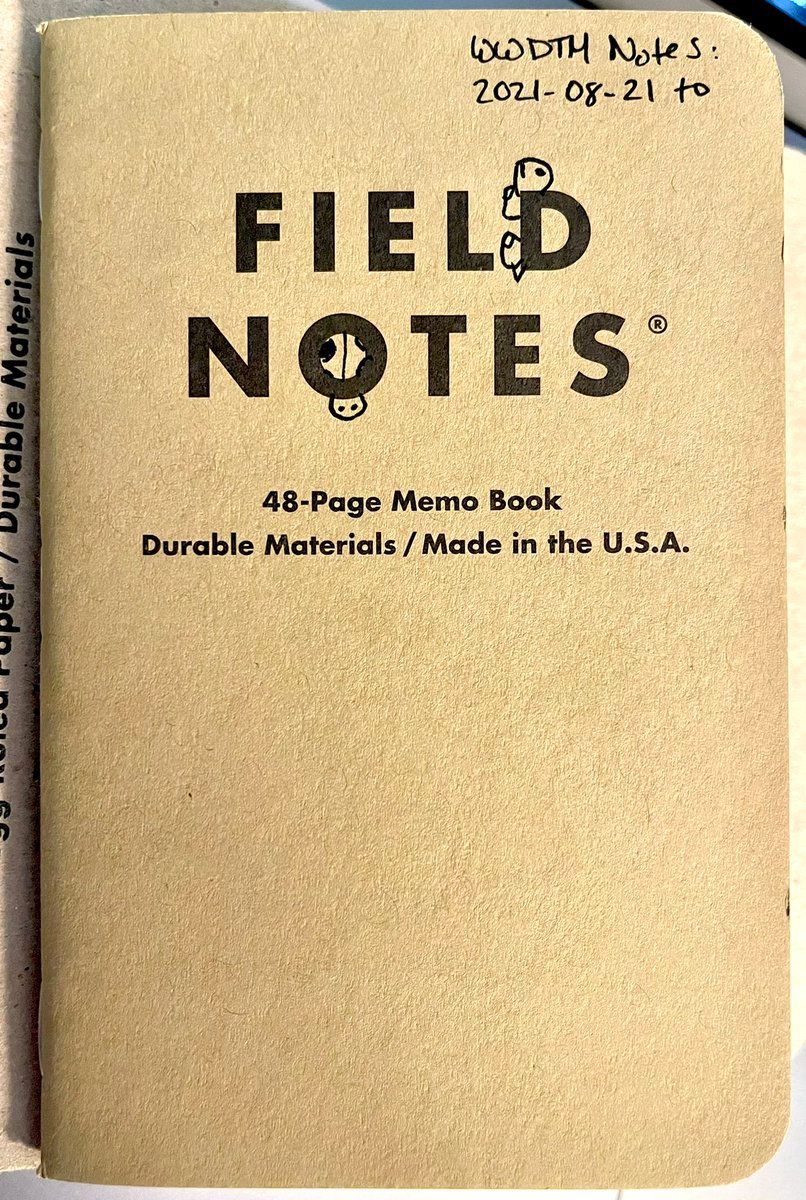 WWDTM Notes:
2021-08-21 to
FIELD
NOTES®
48-Page Memo Book
Durable Materials / Made in the U.S.A.
Paper / Durable Materials